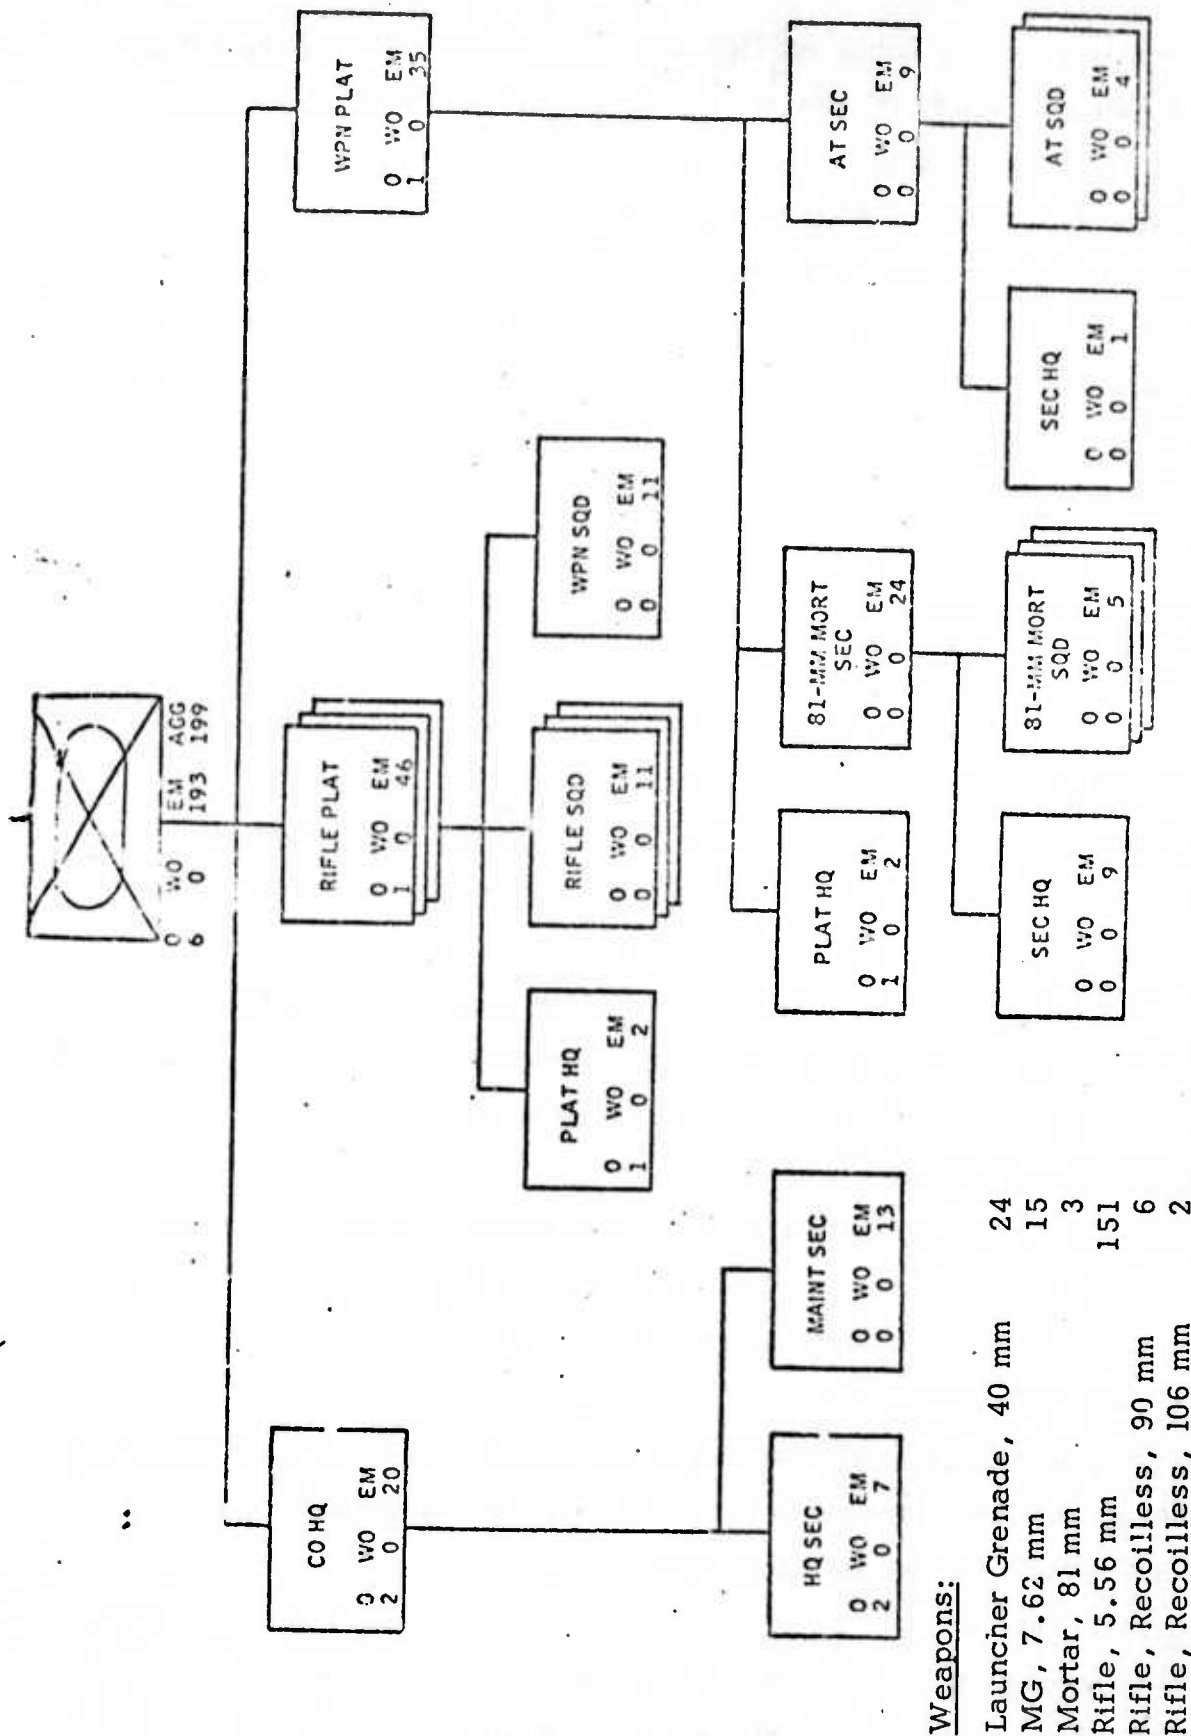 O WO EM AGG
6 0 193 199
CO HQ
O WO EM
2 0 20
RIFLE PLAT
O WO EM
1 0 46
WPN PLAT
O WO EM
1 0 35
PLAT HQ
O WO EM
1 0 2
RIFLE SQD
O WO EM
0 0 11
WPN SQD
O WO EM
0 0 11
HQ SEC
O WO EM
2 0 7
MAINT SEC
O WO EM
0 0 13
PLAT HQ
O WO EM
1 0 2
81-MM MORT
SEC
O WO EM
0 0 24
AT SEC
O WO EM
0 0 9
SEC HQ
O WO EM
0 0 9
81-MM MORT
SQD
O WO EM
0 0 5
SEC HQ
O WO EM
0 0 1
AT SQD
O WO EM
0 0 4
Weapons:
Launcher Grenade, 40 mm 24
MG, 7.62 mm 15
Mortar, 81 mm 3
Rifle, 5.56 mm 151
Rifle, Recoilless, 90 mm 6
Rifle, Recoilless, 106 mm 2